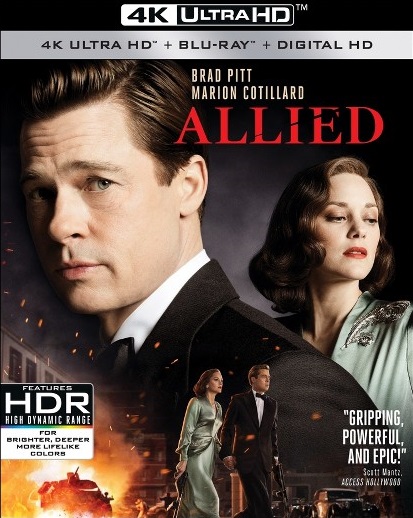 4K ULTRA HD™
4K ULTRA HD™ + BLU-RAY™ + DIGITAL HD
BRAD PITT
MARION COTILLARD
ALLIED
FEATURES
HDR
HIGH DYNAMIC RANGE
FOR
BRIGHTER, DEEPER
MORE LIFELIKE
COLORS
"GRIPPING,
POWERFUL,
AND EPIC!"
Scott Mantz,
ACCESS HOLLYWOOD